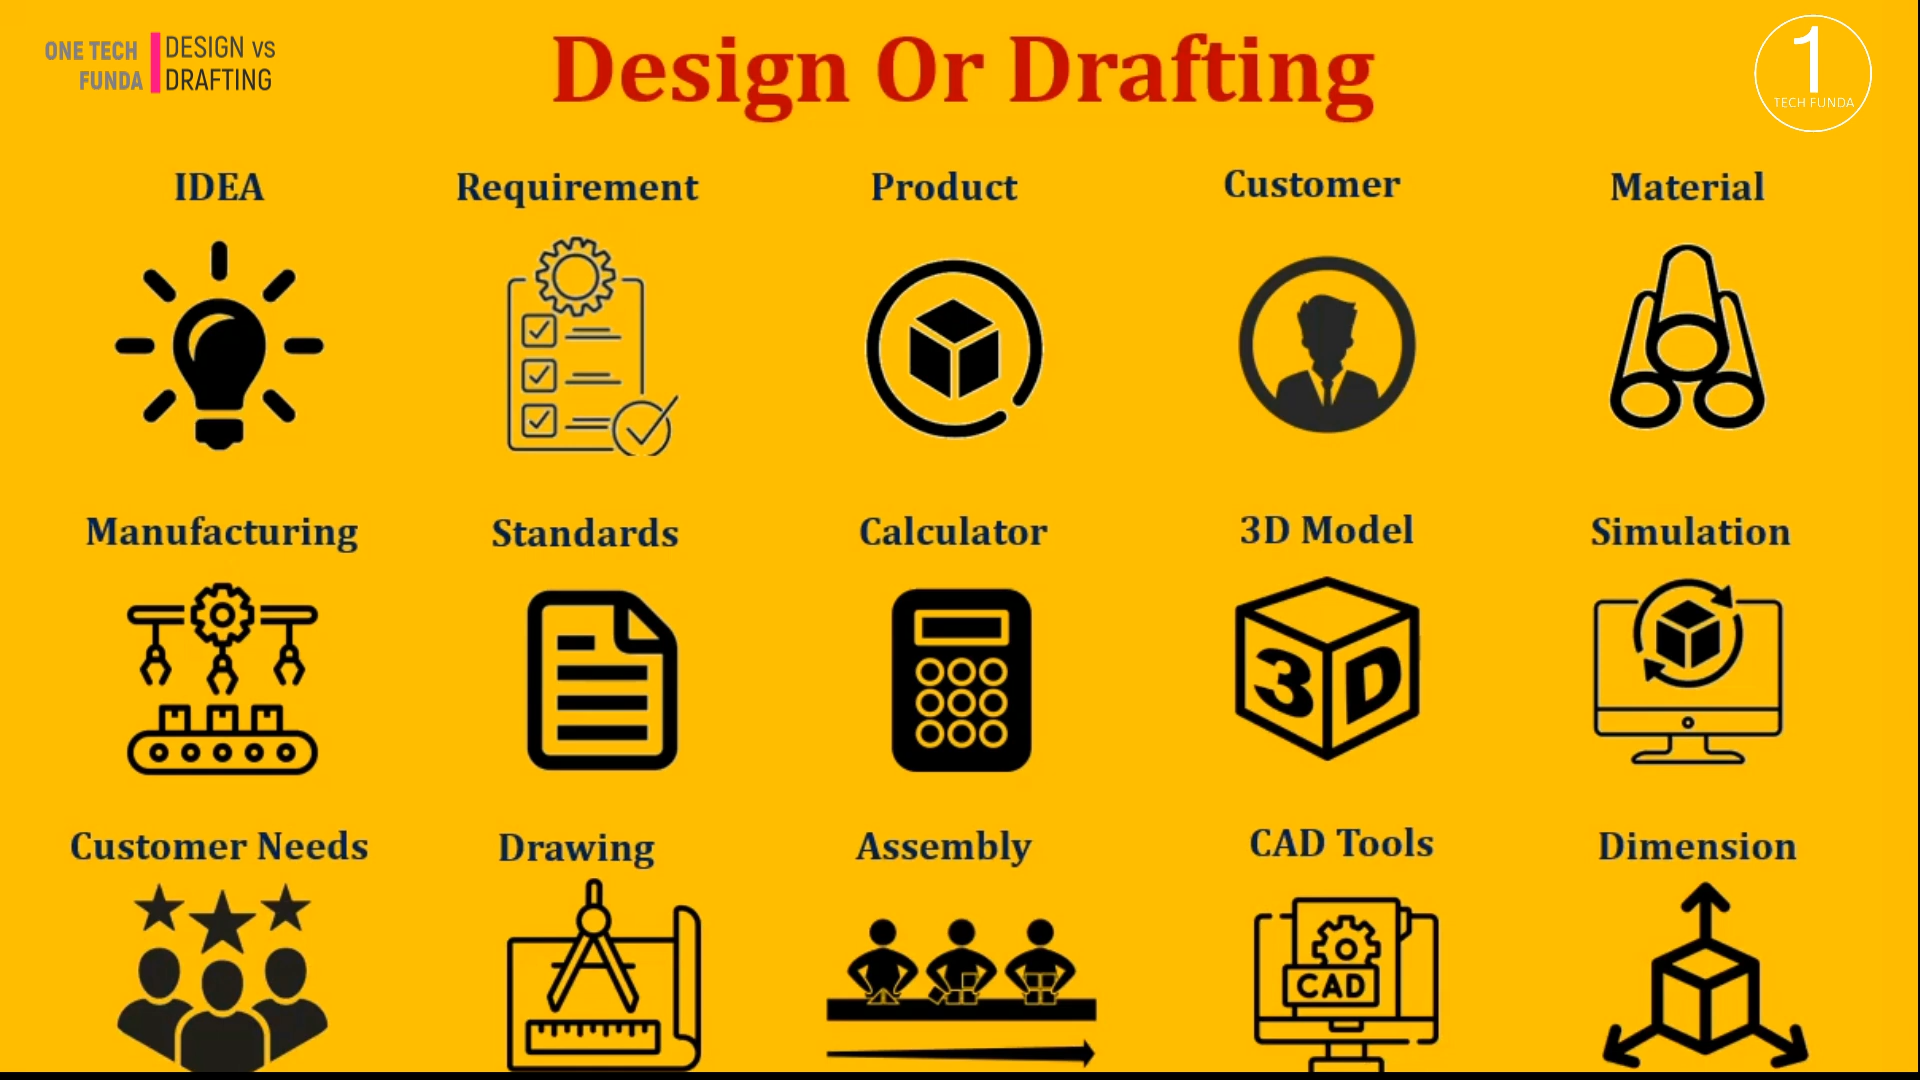 ONE TECH
FUNDA
DESIGN vs
DRAFTING
Design Or Drafting
1
TECH FUNDA
IDEA
Requirement
Product
Customer
Material
Manufacturing
Standards
Calculator
3D Model
Simulation
3D
Customer Needs
Drawing
Assembly
CAD Tools
Dimension
CAD